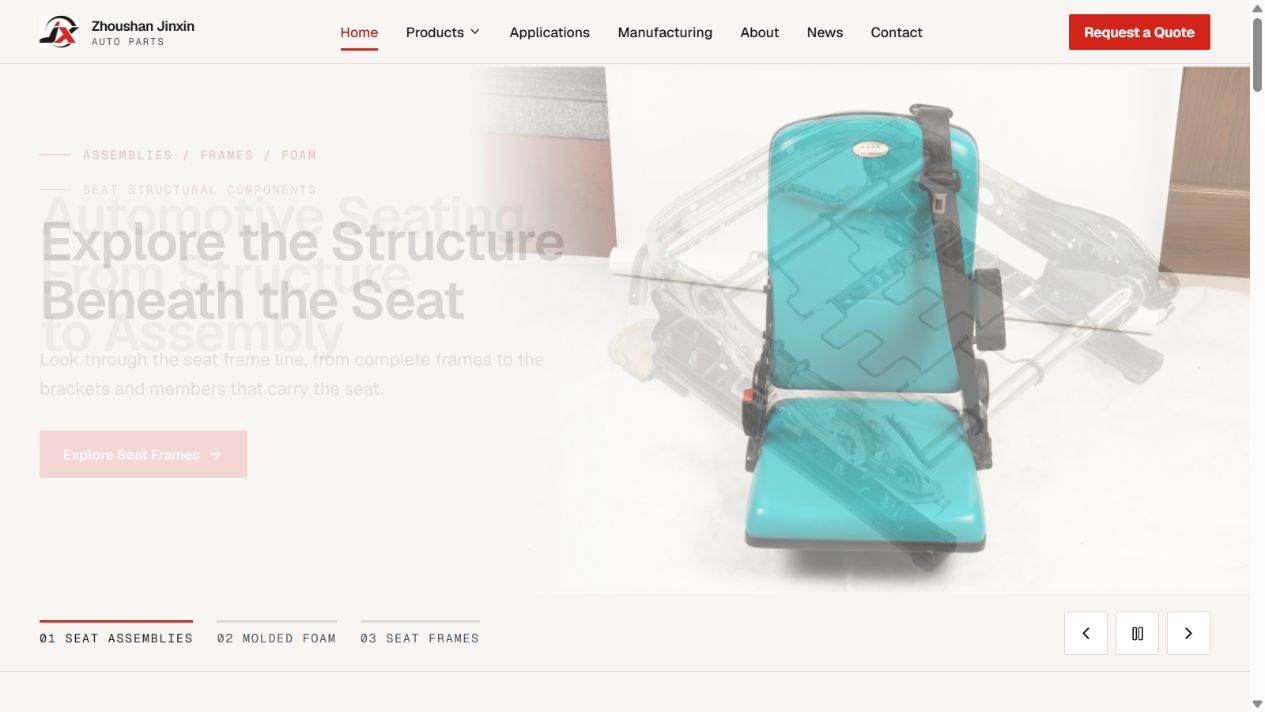 Zhoushan Jinxin
AUTO PARTS
Home
Products
Applications
Manufacturing
About
News
Contact
Request a Quote
ASSEMBLIES / FRAMES / FOAM
SEAT STRUCTURAL COMPONENTS
Automotive Seating,
From Structure
to Assembly
Explore the Structure
Beneath the Seat
Look through the seat frame line, from complete frames to the
brackets and members that carry the seat.
Explore Seat Frames
01 SEAT ASSEMBLIES
02 MOLDED FOAM
03 SEAT FRAMES